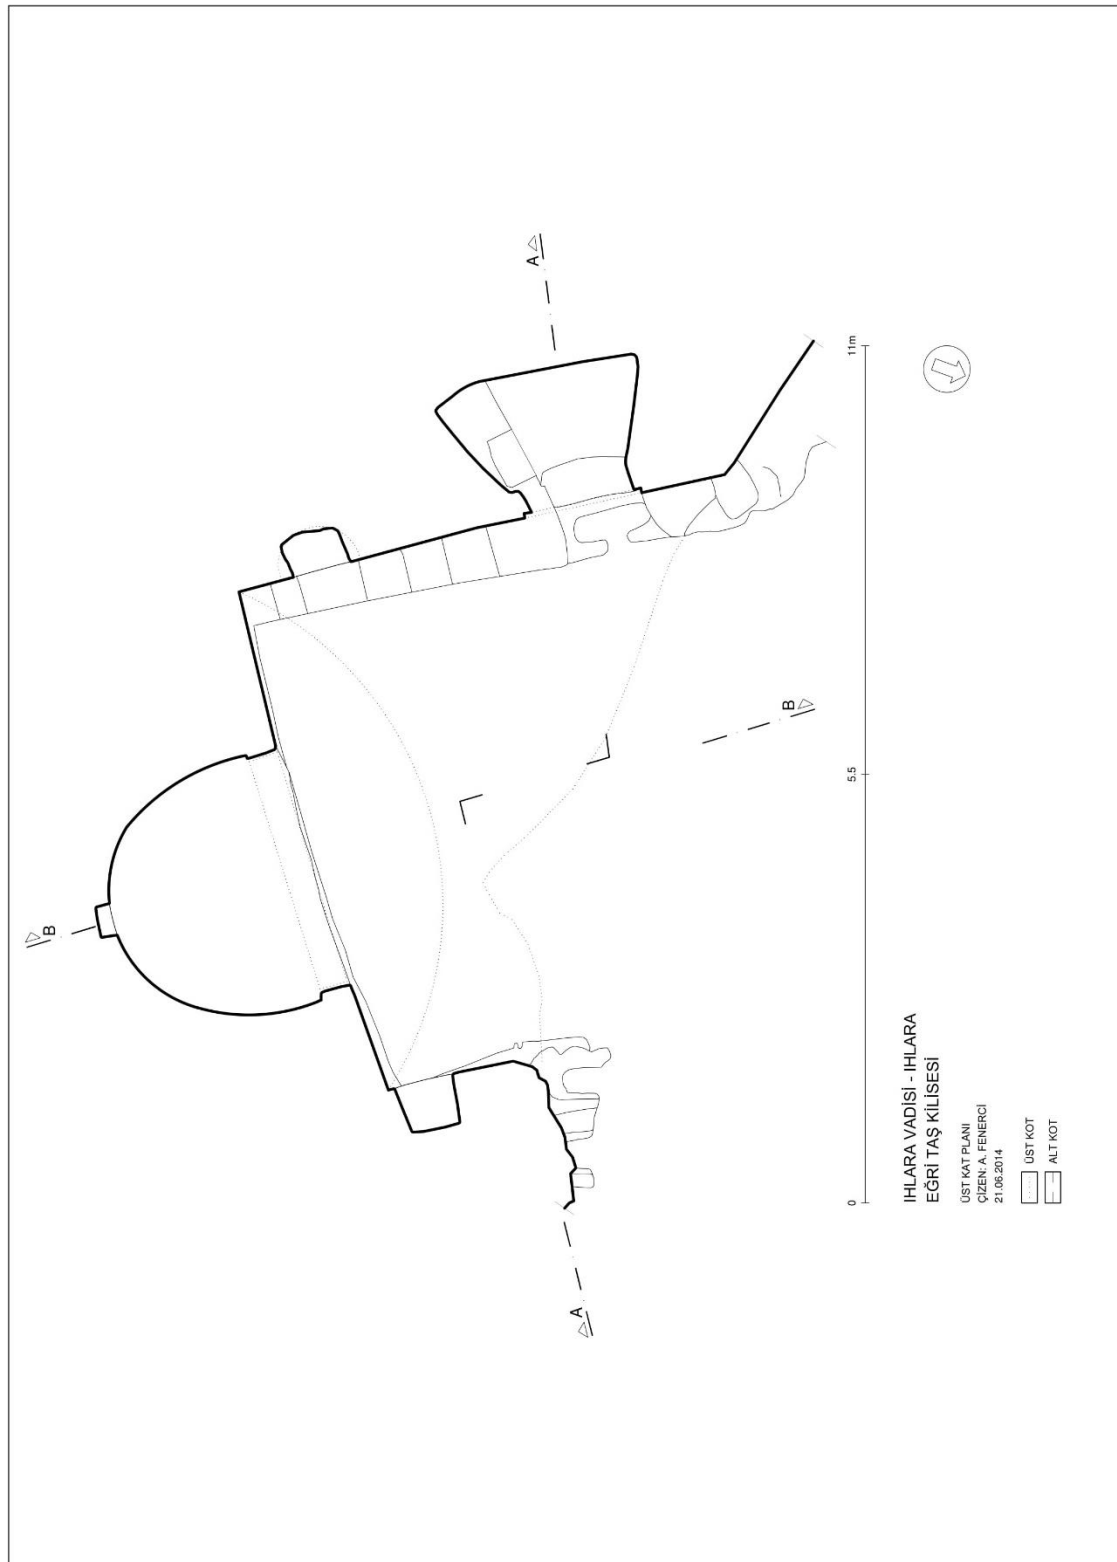 IHLARA VADİSİ - IHLARA
EĞRİ TAŞ KİLİSESİ
ÜST KAT PLANI
ÇİZEN: A. FENERCİ
21.06.2014
ÜST KOT
ALT KOT
0
5.5
11m
A
A
B
B